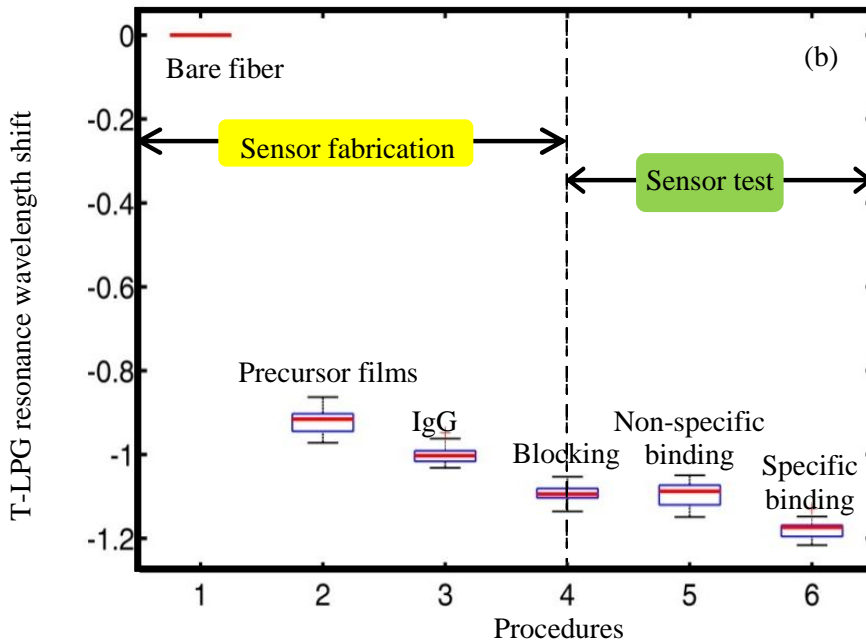 0
Bare fiber
(b)
-0.2
Sensor fabrication
Sensor test
-0.4
-0.6
-0.8
Precursor films
IgG
-1
Blocking
Non-specific
binding
Specific
binding
-1.2
1 2 3 4 5 6
Procedures
T-LPG resonance wavelength shift